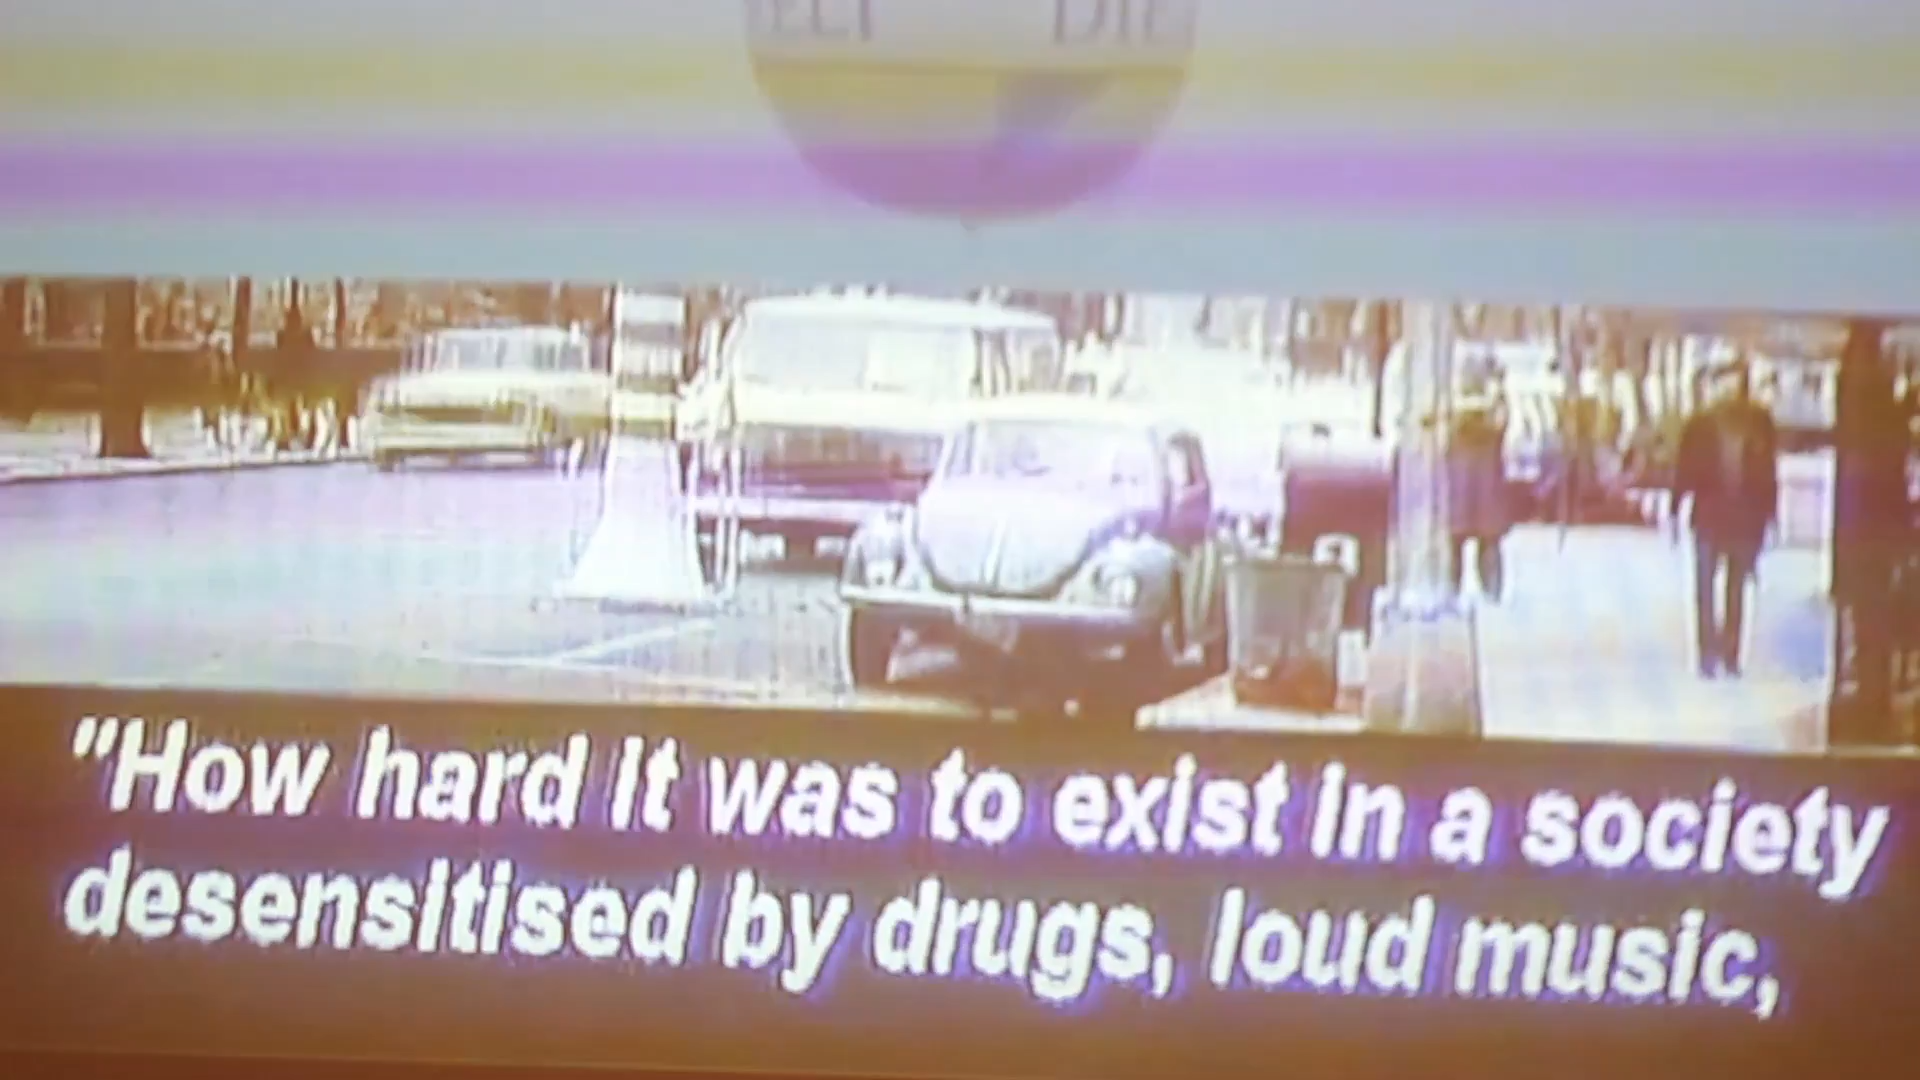 "How hard it was to exist in a society
desensitised by drugs, loud music,